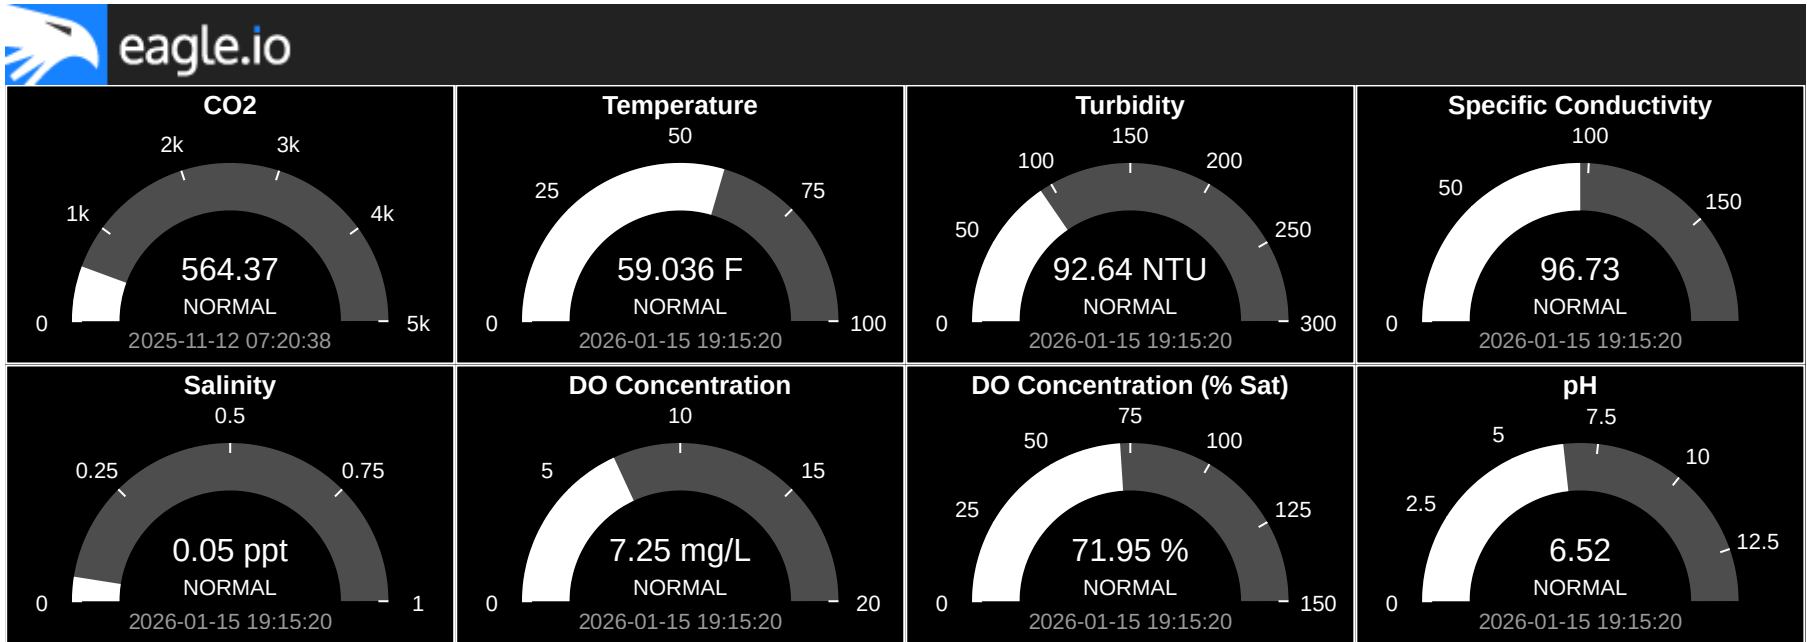 eagle.io
CO2
2k
3k
1k
4k
564.37
NORMAL
0
5k
2025-11-12 07:20:38
Temperature
50
25
75
59.036 F
NORMAL
0
100
2026-01-15 19:15:20
Turbidity
150
100
200
50
250
92.64 NTU
NORMAL
0
300
2026-01-15 19:15:20
Specific Conductivity
100
50
150
96.73
NORMAL
0
2026-01-15 19:15:20
Salinity
0.5
0.25
0.75
0.05 ppt
NORMAL
0
1
2026-01-15 19:15:20
DO Concentration
10
5
15
7.25 mg/L
NORMAL
0
20
2026-01-15 19:15:20
DO Concentration (% Sat)
75
50
100
25
125
71.95 %
NORMAL
0
150
2026-01-15 19:15:20
pH
7.5
5
10
2.5
12.5
6.52
NORMAL
0
2026-01-15 19:15:20